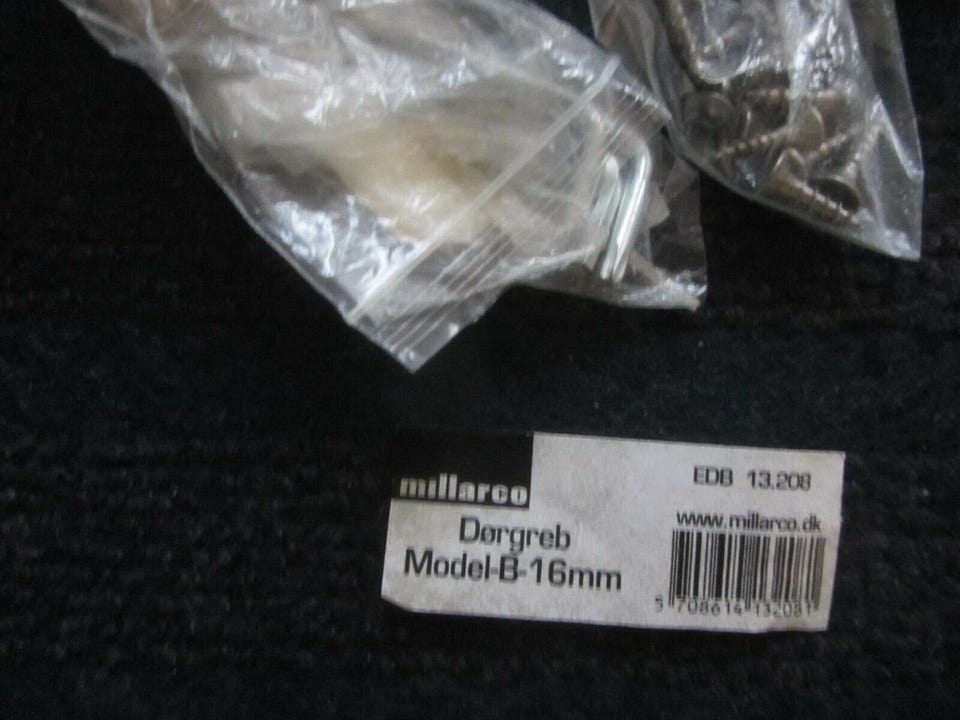 millarco
Dørgreb
Model-B-16mm
EDB 13.208
www.millarco.dk
5 708614 132081